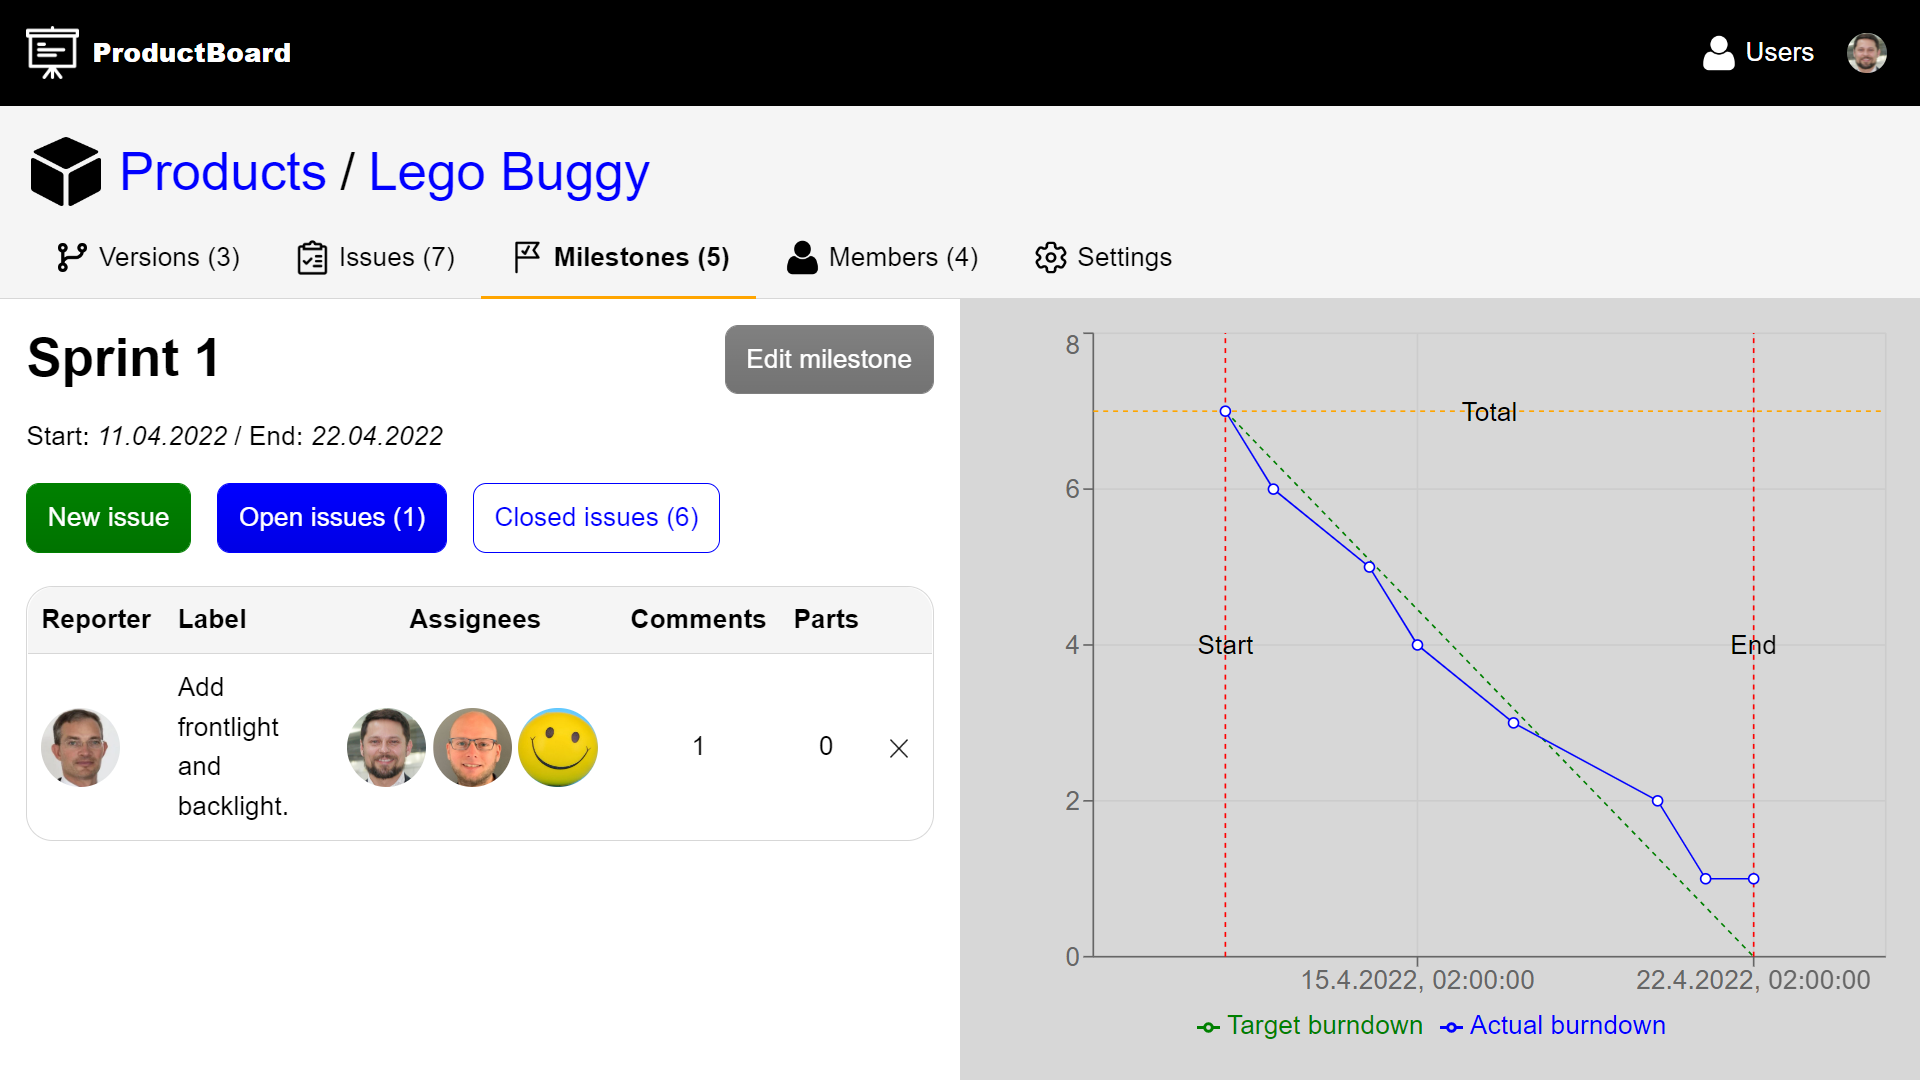 ProductBoard
Users
Products / Lego Buggy
Versions (3)
Issues (7)
Milestones (5)
Members (4)
Settings
Sprint 1
Edit milestone
Start: 11.04.2022 / End: 22.04.2022
New issue
Open issues (1)
Closed issues (6)
Reporter Label Assignees Comments Parts
Add
frontlight
and
backlight.
1
0
8
Total
6
4
Start
End
2
0
15.4.2022, 02:00:00
22.4.2022, 02:00:00
Target burndown
Actual burndown